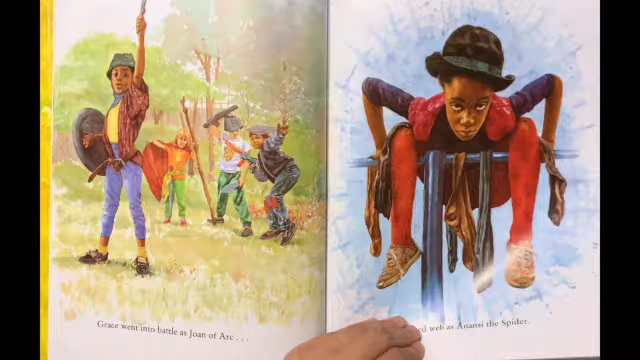 Grace went into battle as Joan of Arc . . .
web as Anansi the Spider.